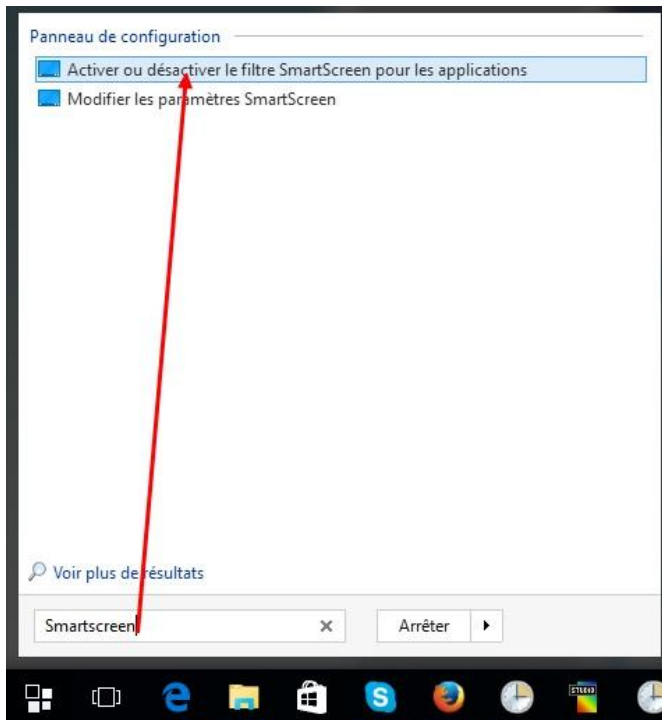 Panneau de configuration
Activer ou désactiver le filtre SmartScreen pour les applications
Modifier les paramètres SmartScreen
Voir plus de résultats
Smartscreen
Arrêter
STUDIO